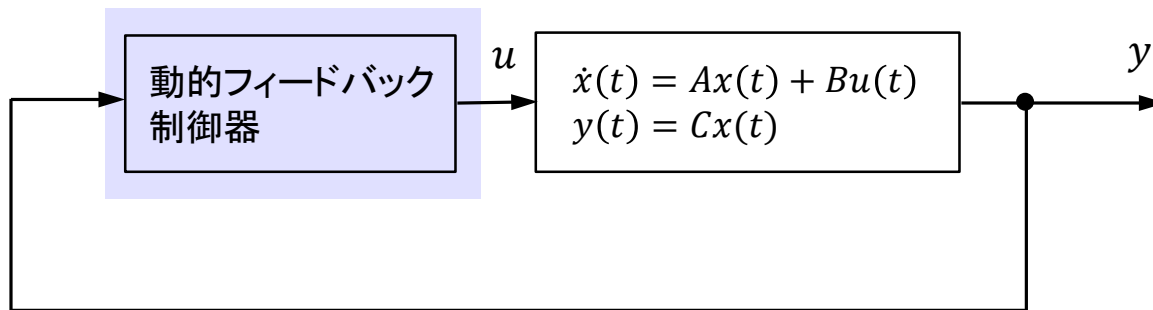 動的フィードバック
制御器
u
ẋ(t) = Ax(t) + Bu(t)
y(t) = Cx(t)
y